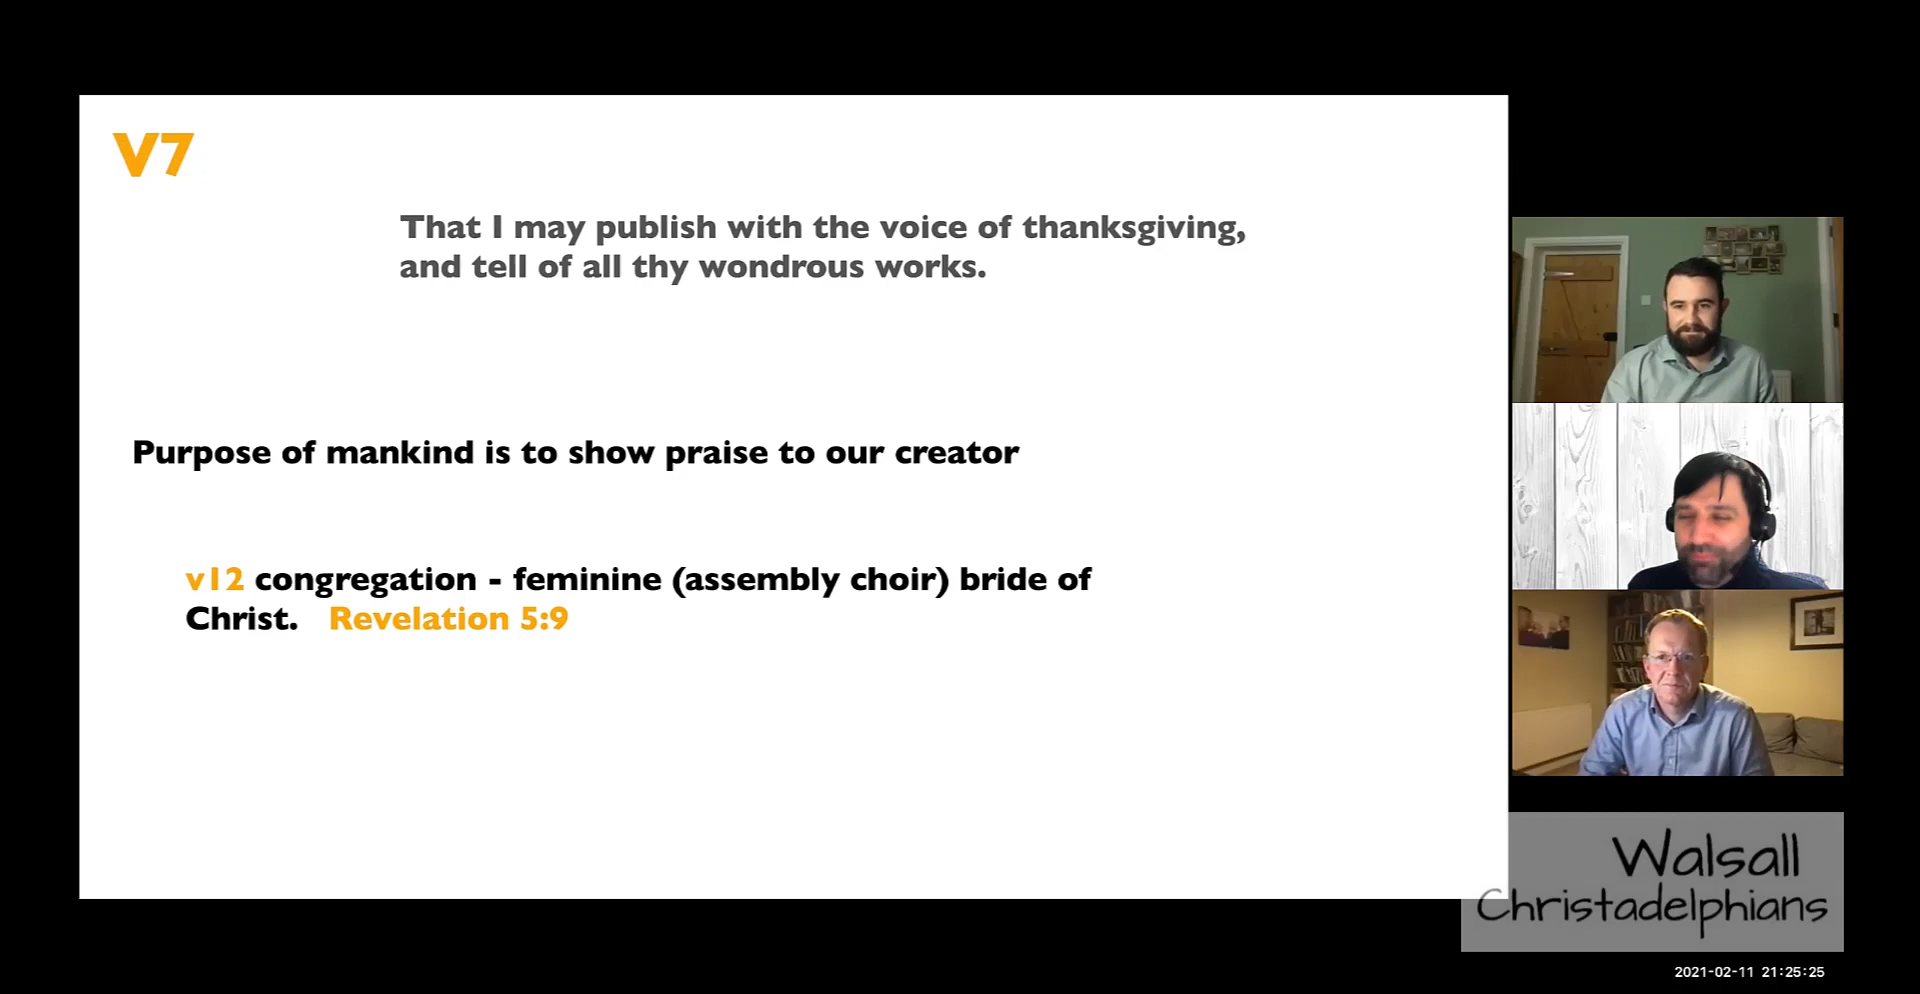 V7
That I may publish with the voice of thanksgiving,
and tell of all thy wondrous works.
Purpose of mankind is to show praise to our creator
v12 congregation - feminine (assembly choir) bride of
Christ. Revelation 5:9
Walsall
Christadelphians
2021-02-11 21:25:25